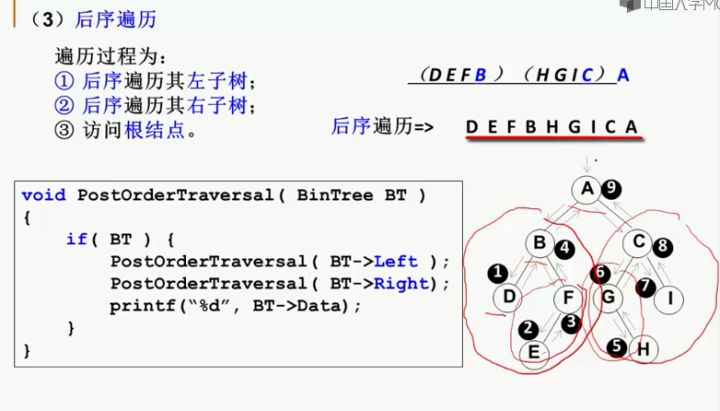 中国大学MO
（3）后序遍历
遍历过程为：
① 后序遍历其左子树；
② 后序遍历其右子树；
③ 访问根结点。
（D E F B ）（H G I C ）A
后序遍历=> D E F B H G I C A
void PostOrderTraversal( BinTree BT )
{
if( BT ) {
PostOrderTraversal( BT->Left );
PostOrderTraversal( BT->Right);
printf(“%d”, BT->Data);
}
}
A 9
B 4 C 8
1 6 7
D F G I
2 3
E 5 H